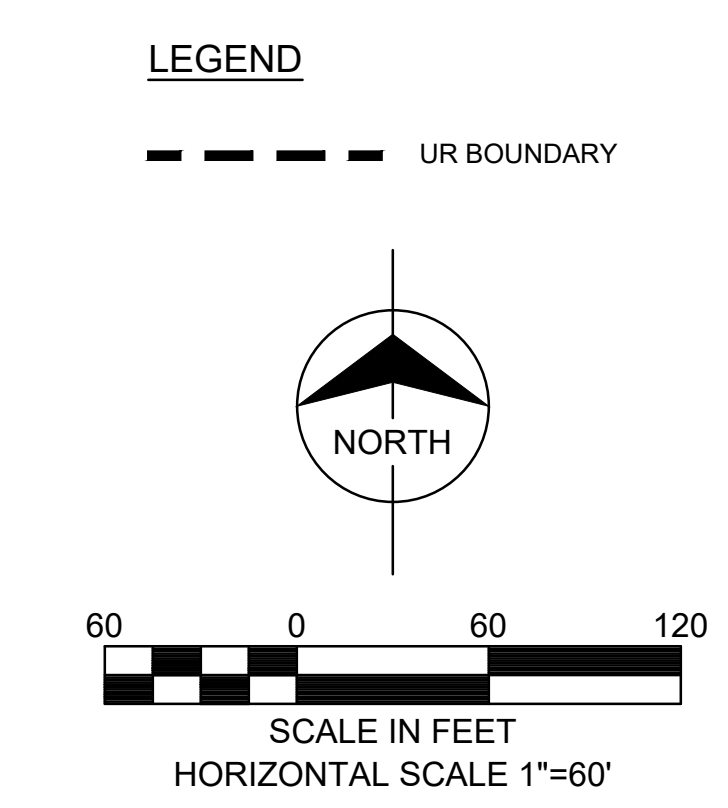 LEGEND
UR BOUNDARY
NORTH
60 0 60 120
SCALE IN FEET
HORIZONTAL SCALE 1"=60'